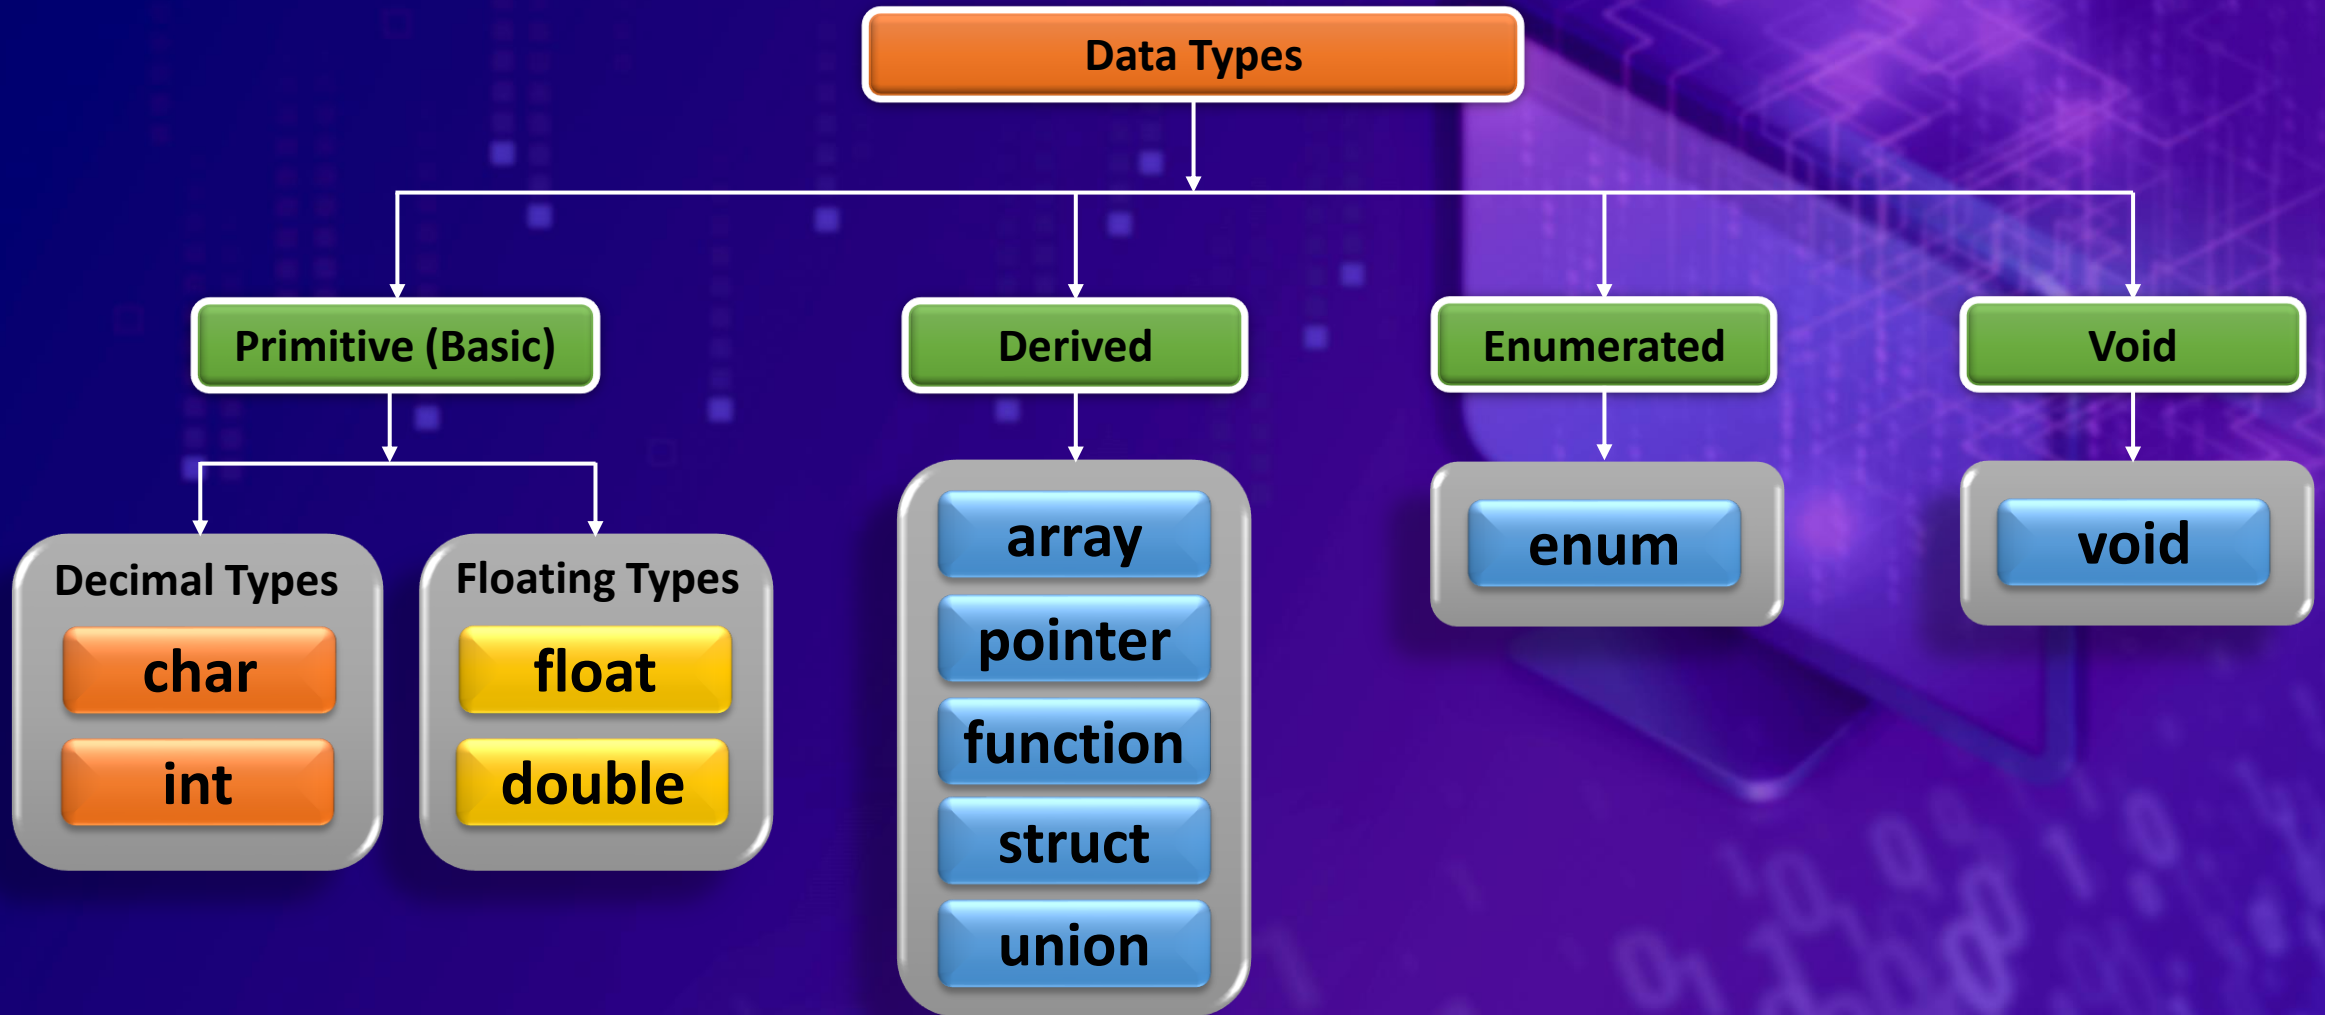 Data Types
Primitive (Basic)
Derived
Enumerated
Void
Decimal Types
char
int
Floating Types
float
double
array
pointer
function
struct
union
enum
void